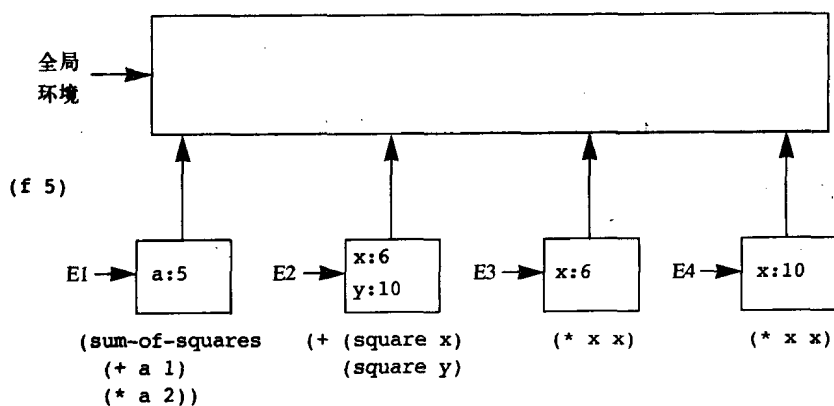 全局
环境
(f 5)
E1
a:5
E2
x:6
y:10
E3
x:6
E4
x:10
(sum-of-squares
(+ a 1)
(* a 2))
(+ (square x)
(square y)
(* x x)
(* x x)